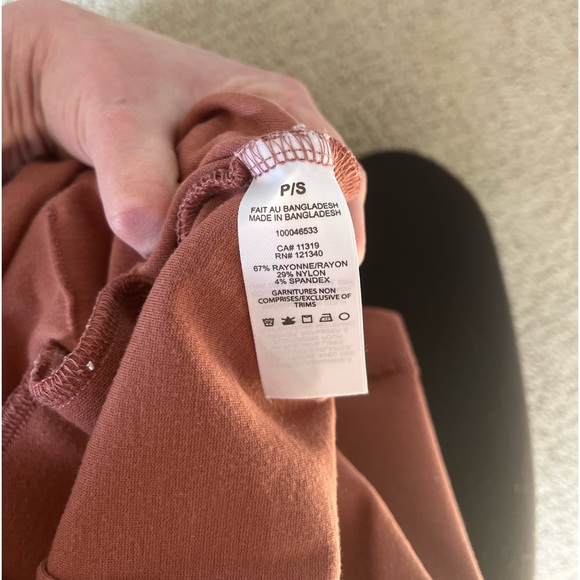 P/S
FAIT AU BANGLADESH
MADE IN BANGLADESH
100046533
CA# 11319
RN# 121340
67% RAYONNE/RAYON
29% NYLON
4% SPANDEX
GARNITURES NON
COMPRISES/EXCLUSIVE OF
TRIMS